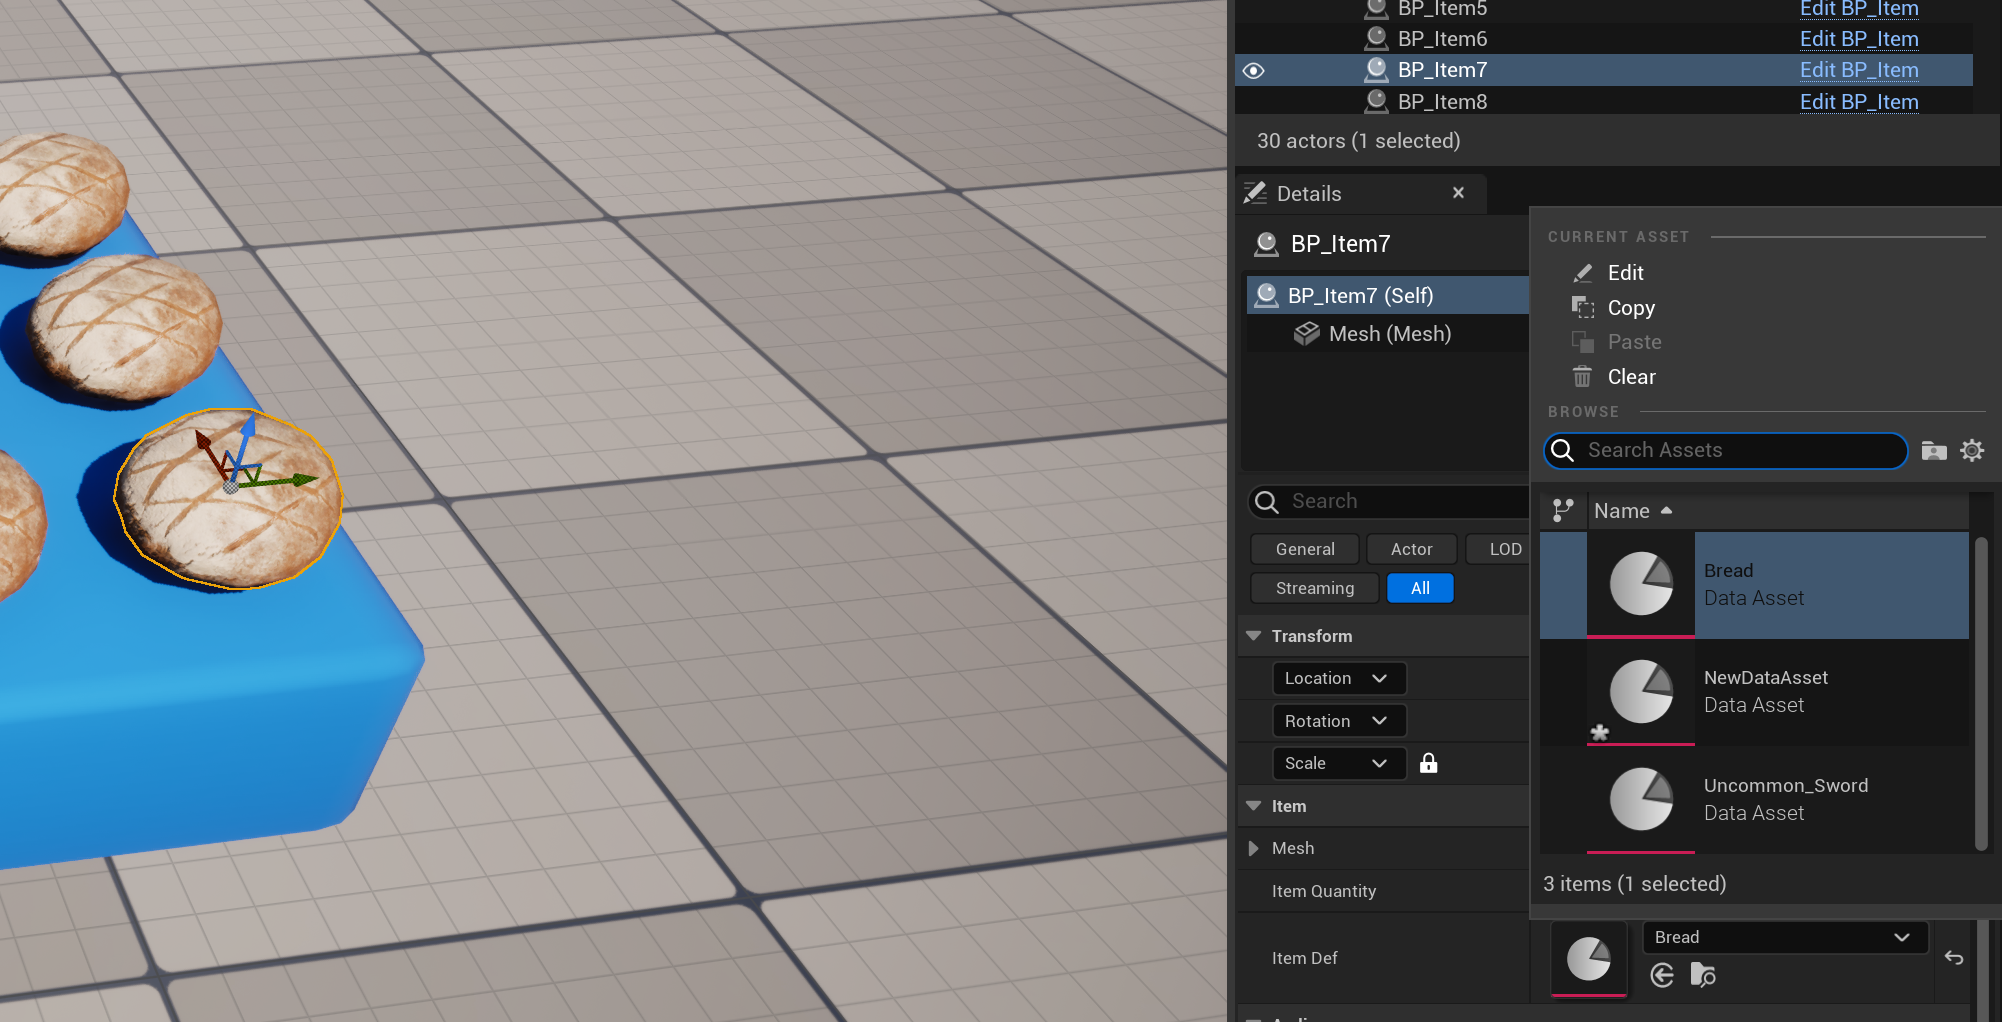 BP_Item5 Edit BP_Item
BP_Item6 Edit BP_Item
BP_Item7 Edit BP_Item
BP_Item8 Edit BP_Item
30 actors (1 selected)
Details
BP_Item7
BP_Item7 (Self)
Mesh (Mesh)
Search
General Actor LOD
Streaming All
Transform
Location
Rotation
Scale
Item
Mesh
Item Quantity
Item Def
CURRENT ASSET
Edit
Copy
Paste
Clear
BROWSE
Search Assets
Name
Bread
Data Asset
NewDataAsset
Data Asset
Uncommon_Sword
Data Asset
3 items (1 selected)
Bread